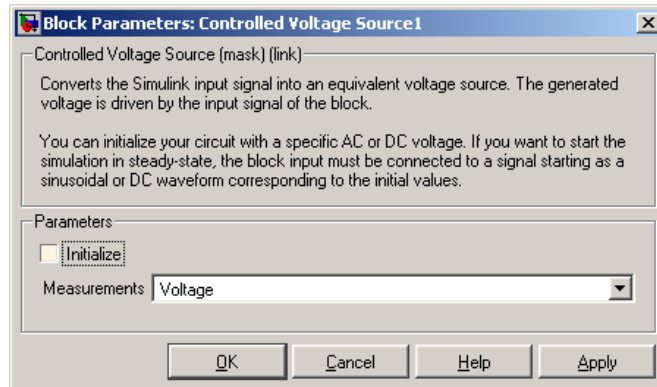 Block Parameters: Controlled Voltage Source1
Controlled Voltage Source (mask) (link)
Converts the Simulink input signal into an equivalent voltage source. The generated
voltage is driven by the input signal of the block.
You can initialize your circuit with a specific AC or DC voltage. If you want to start the
simulation in steady-state, the block input must be connected to a signal starting as a
sinusoidal or DC waveform corresponding to the initial values.
Parameters
Initialize
Measurements Voltage
OK Cancel Help Apply